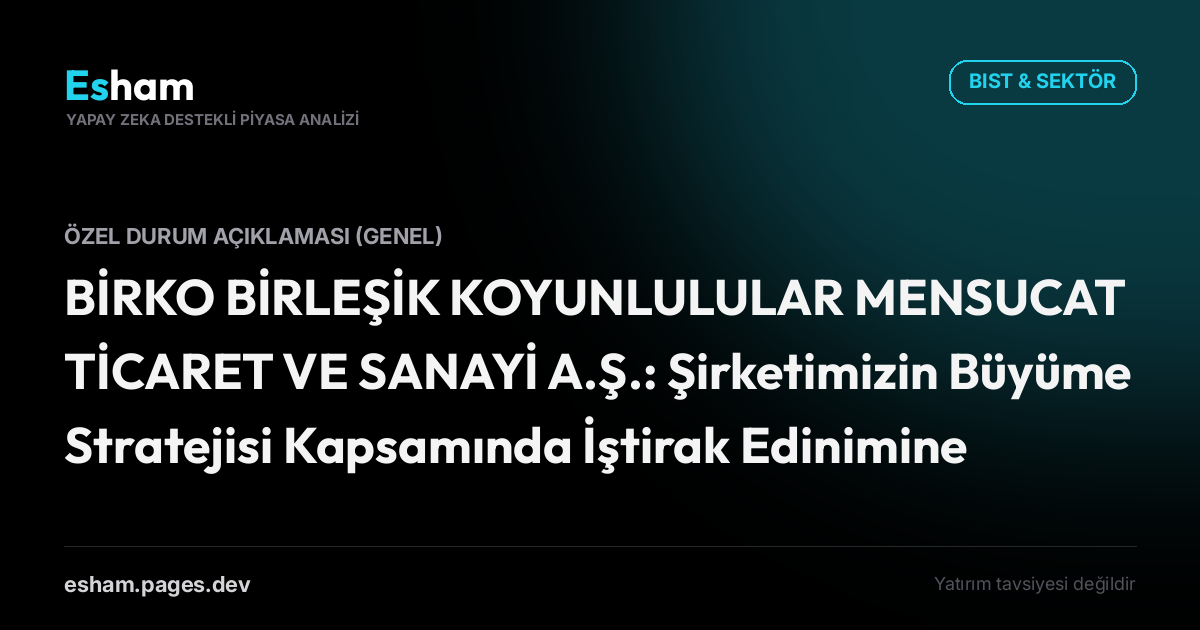 Esham
BIST & SEKTÖR
YAPAY ZEKA DESTEKLİ PİYASA ANALİZİ
ÖZEL DURUM AÇIKLAMASI (GENEL)
BİRKO BİRLEŞİK KOYUNLULULAR MENSUCAT
TİCARET VE SANAYİ A.Ş.: Şirketimizin Büyüme
Stratejisi Kapsamında İştirak Edinimine
esham.pages.dev
Yatırım tavsiyesi değildir